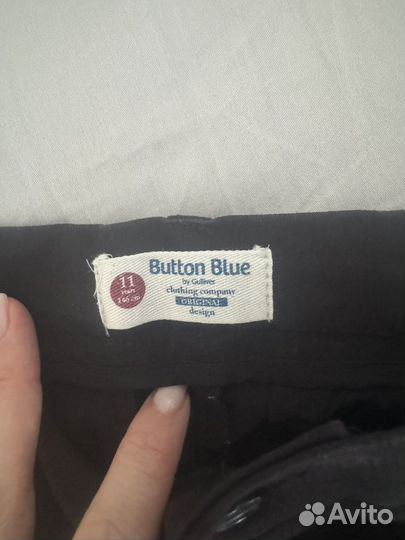 11
years
146 cm
Button Blue
by Gulliver
clothing company
ORIGINAL
design
Avito